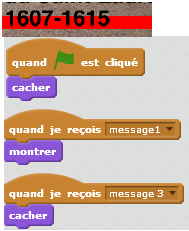 1607-1615
quand est cliqué
cacher
quand je reçois message1
montrer
quand je reçois message 3
cacher